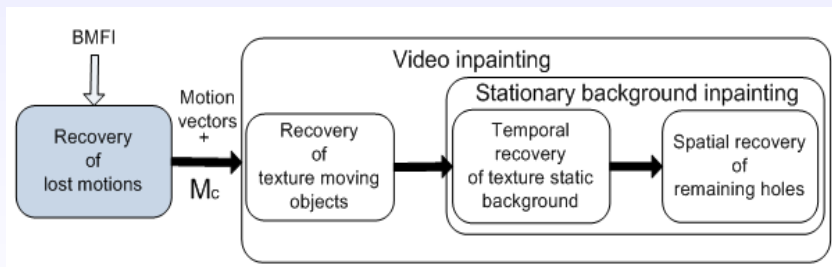 BMFI
Recovery
of
lost motions
Motion
vectors
+
Mc
Video inpainting
Recovery
of
texture moving
objects
Stationary background inpainting
Temporal
recovery
of texture static
background
Spatial recovery
of
remaining holes